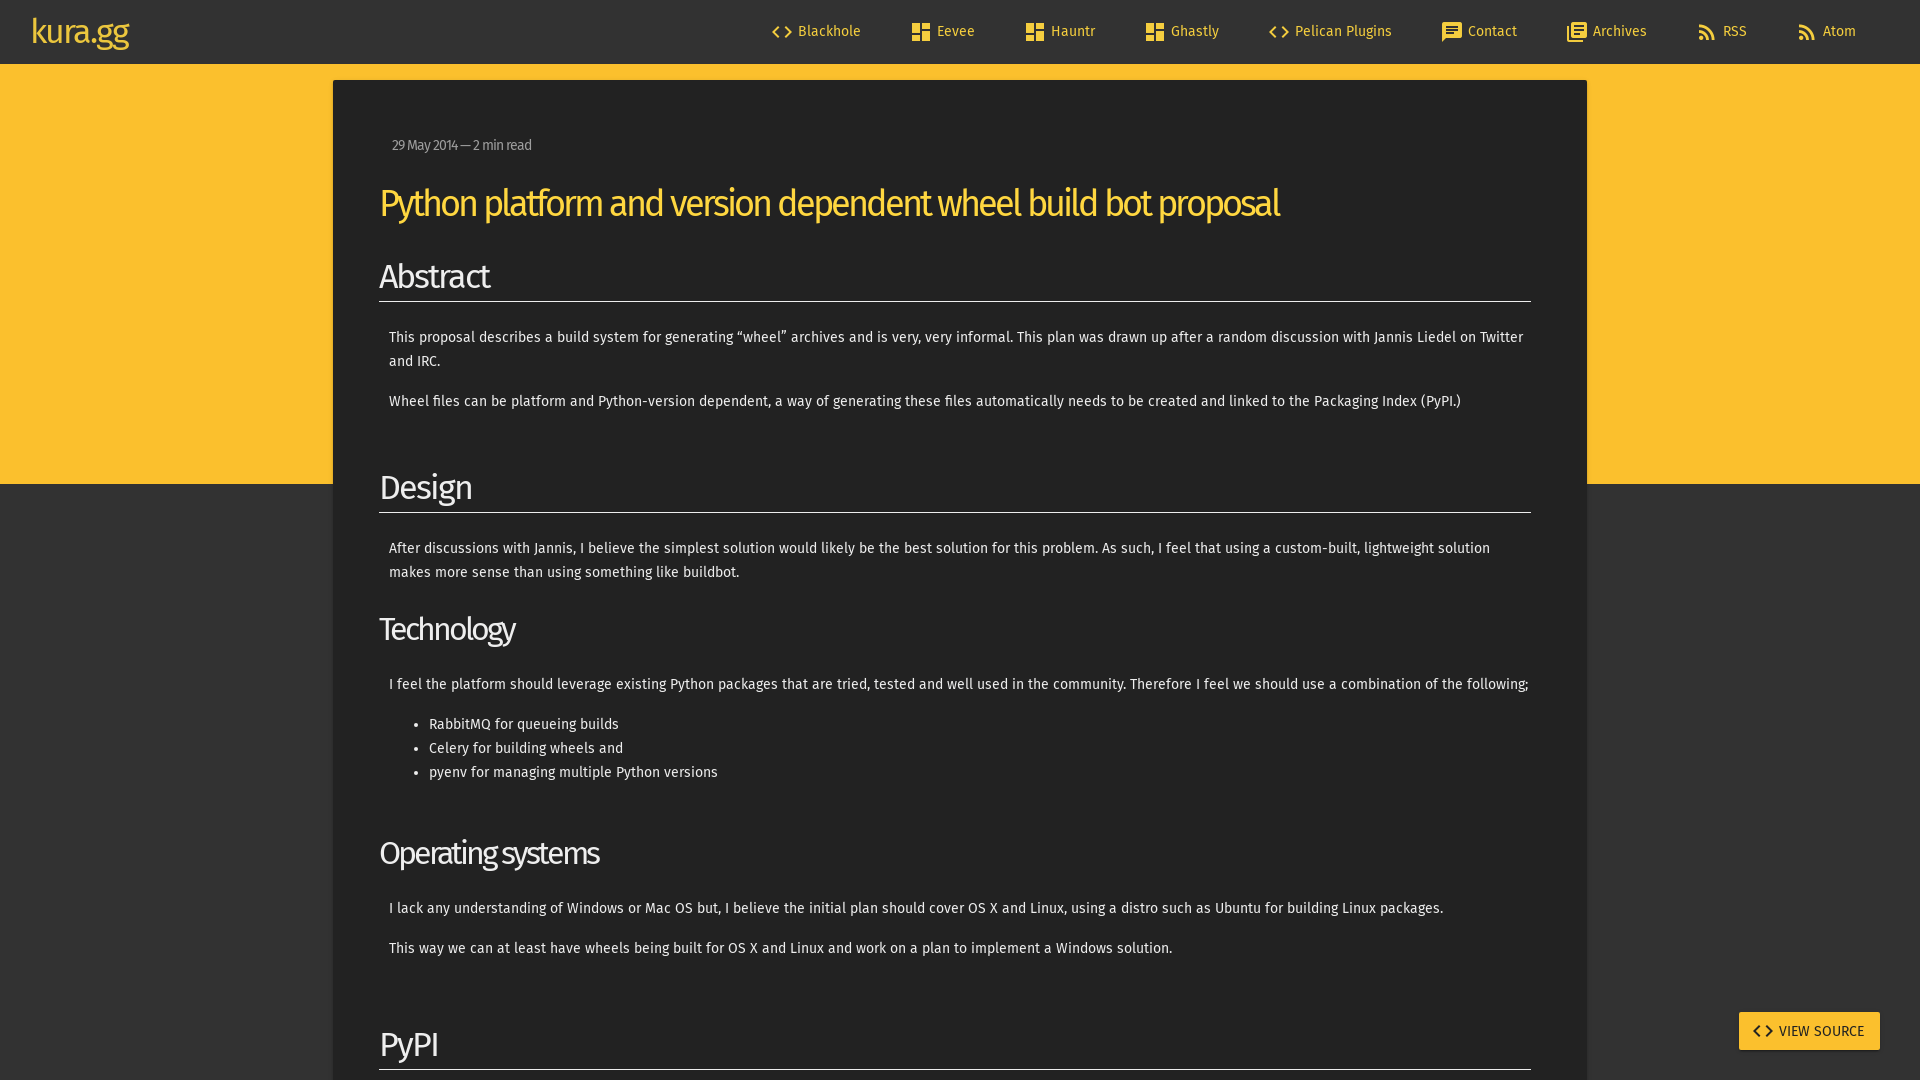 kura.gg
Blackhole
Eevee
Hauntr
Ghastly
Pelican Plugins
Contact
Archives
RSS
Atom
29 May 2014 — 2 min read
Python platform and version dependent wheel build bot proposal
Abstract
This proposal describes a build system for generating “wheel” archives and is very, very informal. This plan was drawn up after a random discussion with Jannis Liedel on Twitter
and IRC.
Wheel files can be platform and Python-version dependent, a way of generating these files automatically needs to be created and linked to the Packaging Index (PyPI.)
Design
After discussions with Jannis, I believe the simplest solution would likely be the best solution for this problem. As such, I feel that using a custom-built, lightweight solution
makes more sense than using something like buildbot.
Technology
I feel the platform should leverage existing Python packages that are tried, tested and well used in the community. Therefore I feel we should use a combination of the following;
• RabbitMQ for queueing builds
• Celery for building wheels and
• pyenv for managing multiple Python versions
Operating systems
I lack any understanding of Windows or Mac OS but, I believe the initial plan should cover OS X and Linux, using a distro such as Ubuntu for building Linux packages.
This way we can at least have wheels being built for OS X and Linux and work on a plan to implement a Windows solution.
PyPI
VIEW SOURCE